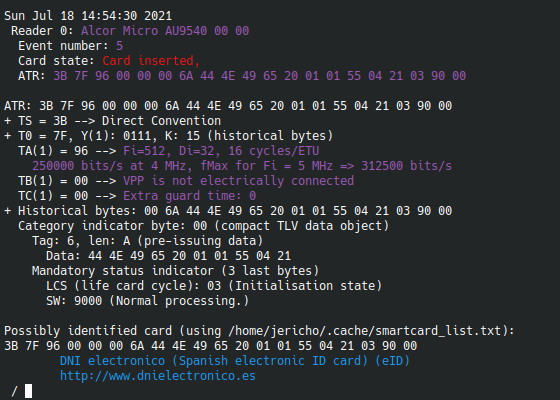 Sun Jul 18 14:54:30 2021
Reader 0: Alcor Micro AU9540 00 00
Event number: 5
Card state: Card inserted,
ATR: 3B 7F 96 00 00 00 6A 44 4E 49 65 20 01 01 55 04 21 03 90 00
ATR: 3B 7F 96 00 00 00 6A 44 4E 49 65 20 01 01 55 04 21 03 90 00
+ TS = 3B --> Direct Convention
+ T0 = 7F, Y(1): 0111, K: 15 (historical bytes)
TA(1) = 96 --> Fi=512, Di=32, 16 cycles/ETU
250000 bits/s at 4 MHz, fMax for Fi = 5 MHz => 312500 bits/s
TB(1) = 00 --> VPP is not electrically connected
TC(1) = 00 --> Extra guard time: 0
+ Historical bytes: 00 6A 44 4E 49 65 20 01 01 55 04 21 03 90 00
Category indicator byte: 00 (compact TLV data object)
Tag: 6, len: A (pre-issuing data)
Data: 44 4E 49 65 20 01 01 55 04 21
Mandatory status indicator (3 last bytes)
LCS (life card cycle): 03 (Initialisation state)
SW: 9000 (Normal processing.)
Possibly identified card (using /home/jericho/.cache/smartcard_list.txt):
3B 7F 96 00 00 00 6A 44 4E 49 65 20 01 01 55 04 21 03 90 00
DNI electronico (Spanish electronic ID card) (eID)
http://www.dnielectronico.es
/